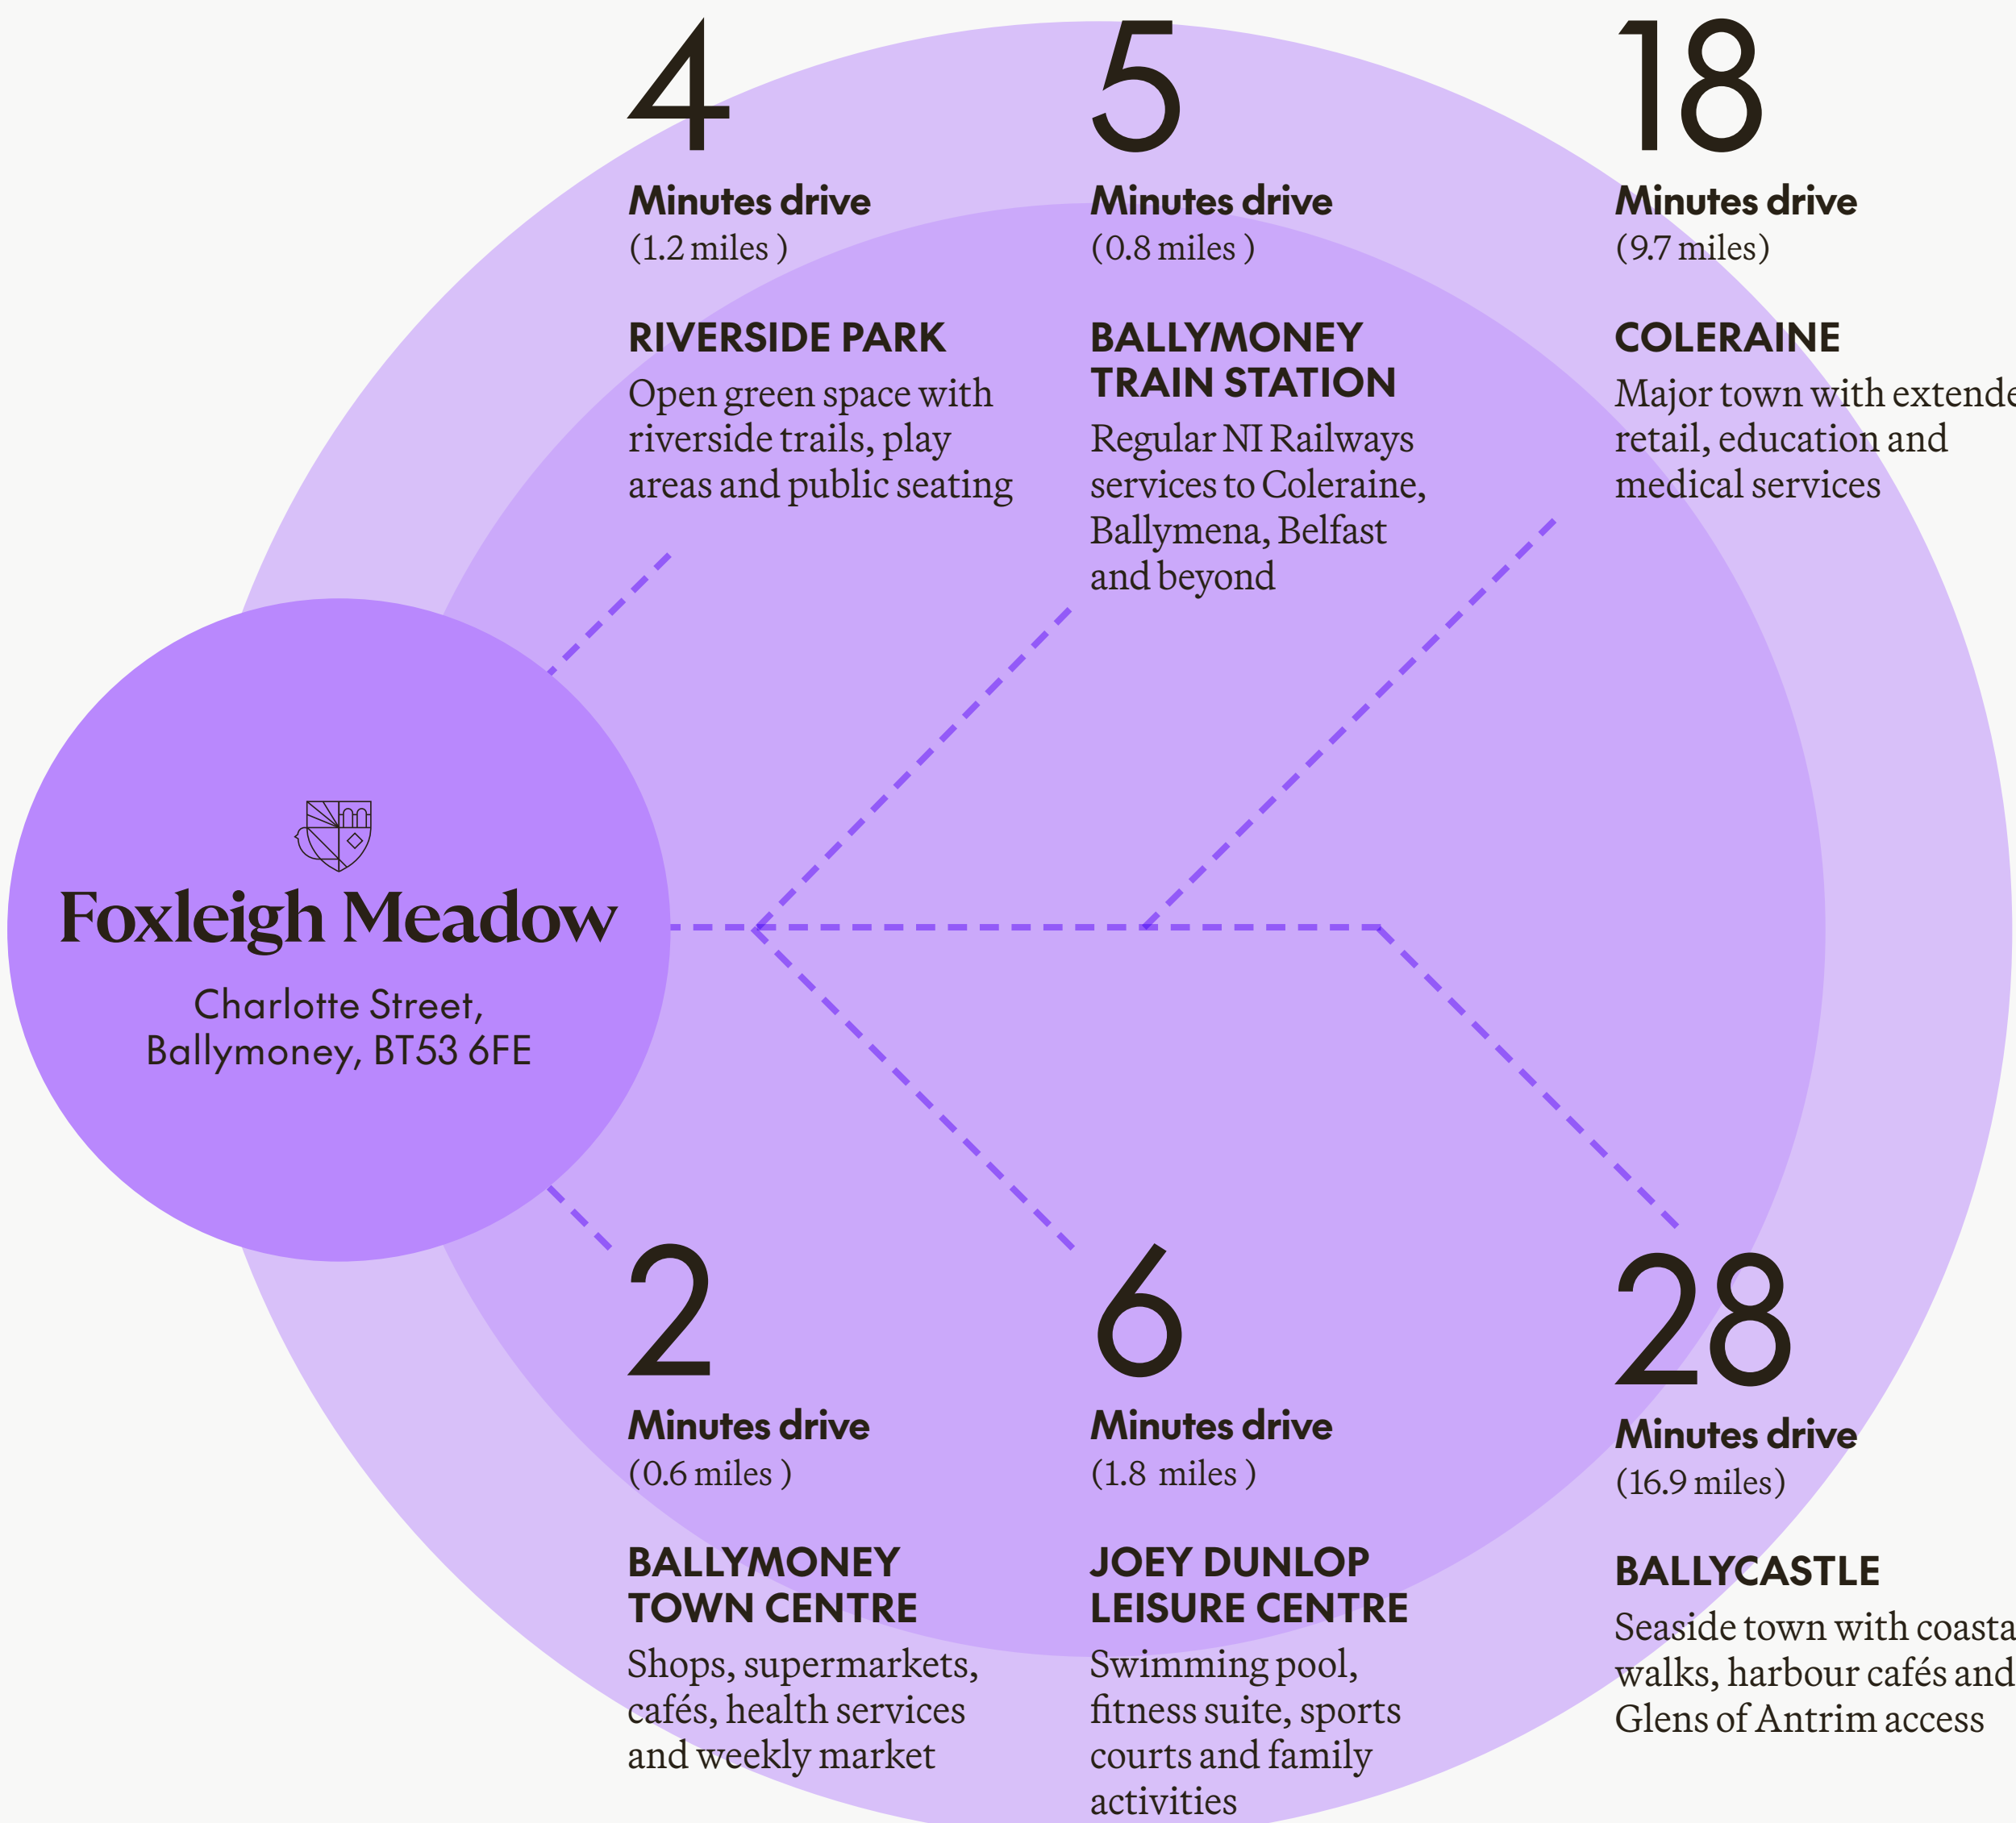 4
Minutes drive
(1.2 miles )
RIVERSIDE PARK
Open green space with
riverside trails, play
areas and public seating
5
Minutes drive
(0.8 miles )
BALLYMONEY
TRAIN STATION
Regular NI Railways
services to Coleraine,
Ballymena, Belfast
and beyond
18
Minutes drive
(9.7 miles)
COLERAINE
Major town with extende
retail, education and
medical services
Foxleigh Meadow
Charlotte Street,
Ballymoney, BT53 6FE
2
Minutes drive
(0.6 miles )
BALLYMONEY
TOWN CENTRE
Shops, supermarkets,
cafés, health services
and weekly market
6
Minutes drive
(1.8 miles )
JOEY DUNLOP
LEISURE CENTRE
Swimming pool,
fitness suite, sports
courts and family
activities
28
Minutes drive
(16.9 miles)
BALLYCASTLE
Seaside town with coasta
walks, harbour cafés and
Glens of Antrim access